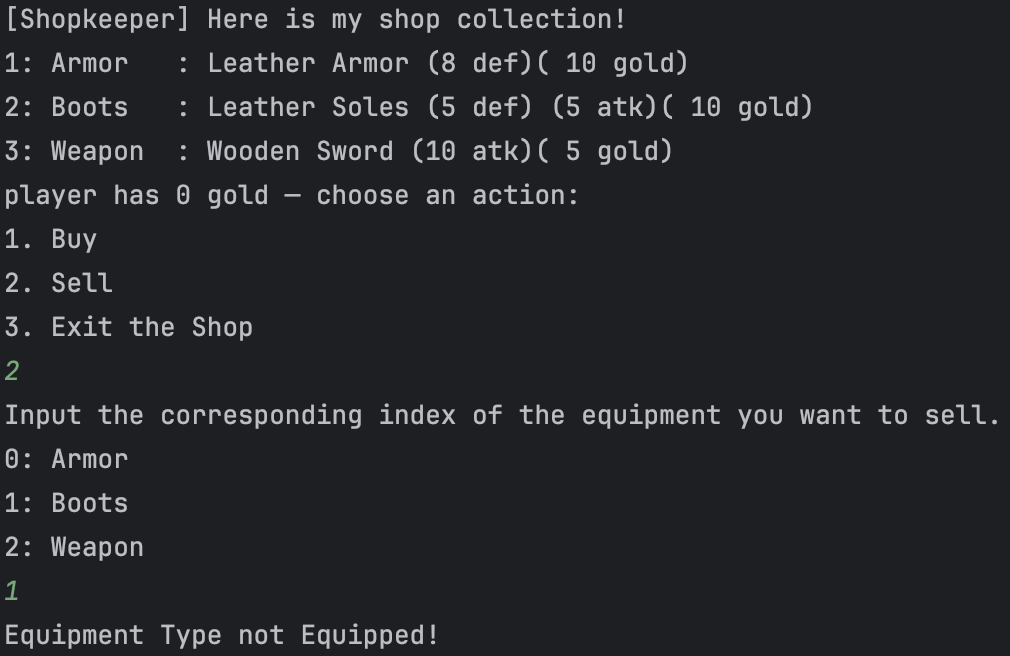 [Shopkeeper] Here is my shop collection!
1: Armor   : Leather Armor (8 def)( 10 gold)
2: Boots   : Leather Soles (5 def) (5 atk)( 10 gold)
3: Weapon  : Wooden Sword (10 atk)( 5 gold)
player has 0 gold — choose an action:
1. Buy
2. Sell
3. Exit the Shop
2
Input the corresponding index of the equipment you want to sell.
0: Armor
1: Boots
2: Weapon
1
Equipment Type not Equipped!